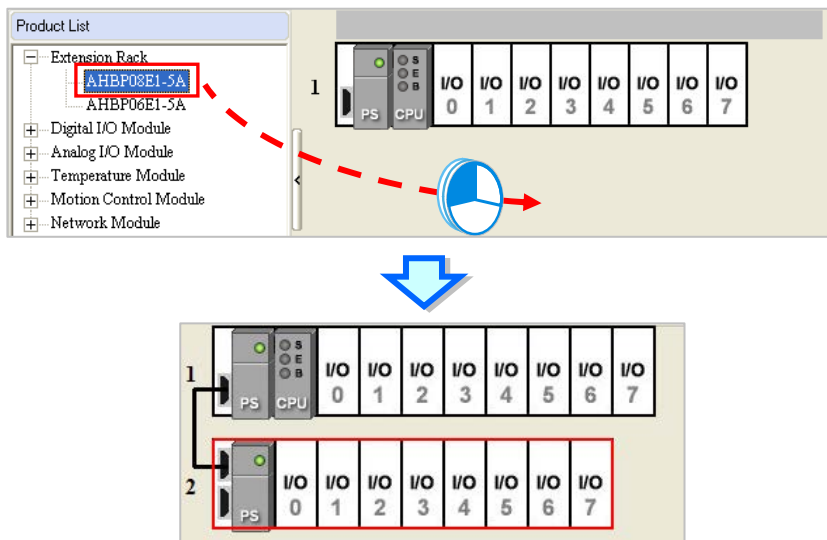 Product List
Extension Rack
AHBP08E1-5A
AHBP06E1-5A
Digital I/O Module
Analog I/O Module
Temperature Module
Motion Control Module
Network Module
1
S
E
B
PS CPU
I/O I/O I/O I/O I/O I/O I/O I/O
0 1 2 3 4 5 6 7
1
S
E
B
PS CPU
I/O I/O I/O I/O I/O I/O I/O I/O
0 1 2 3 4 5 6 7
2
PS
I/O I/O I/O I/O I/O I/O I/O I/O
0 1 2 3 4 5 6 7